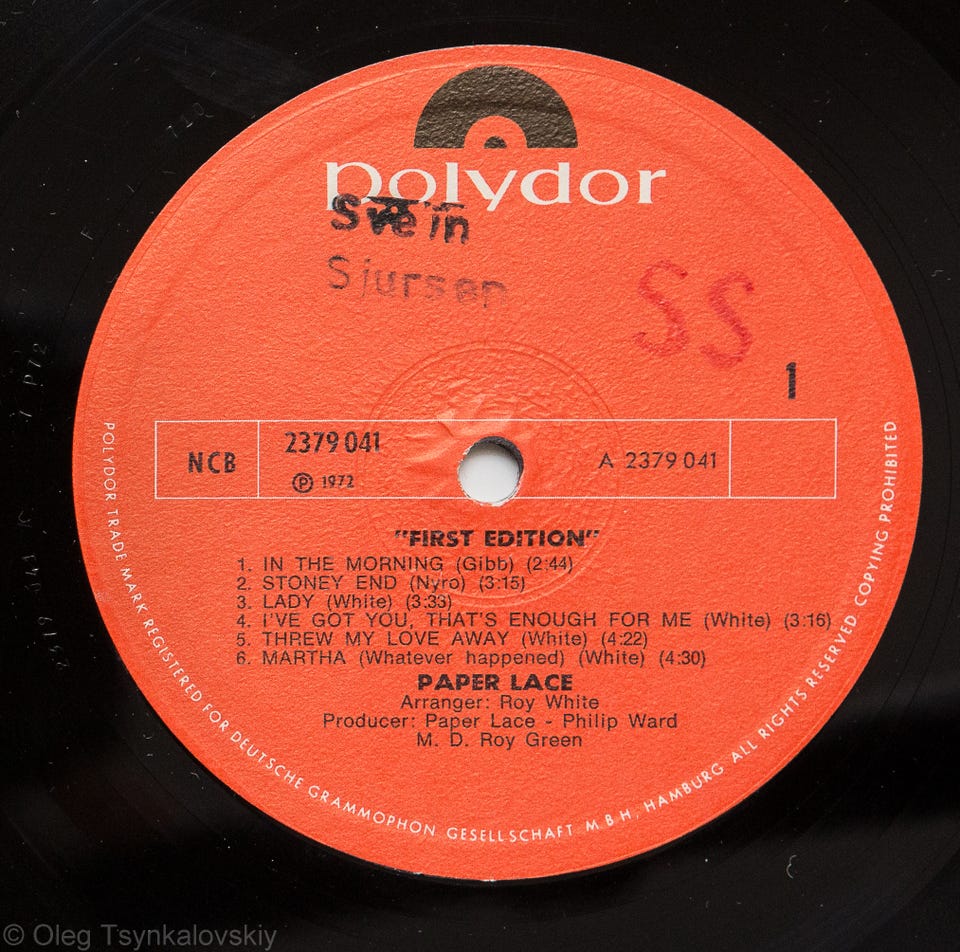 polydor
Svein
Sjursen
SS
1
NCB
2379 041
℗ 1972
A 2379 041
"FIRST EDITION"
1. IN THE MORNING (Gibb) (2:44)
2. STONEY END (Nyro) (3:15)
3. LADY (White) (3:33)
4. I'VE GOT YOU, THAT'S ENOUGH FOR ME (White) (3:16)
5. THREW MY LOVE AWAY (White) (4:22)
6. MARTHA (Whatever happened) (White) (4:30)
PAPER LACE
Arranger: Roy White
Producer: Paper Lace - Philip Ward
M. D. Roy Green
POLYDOR TRADE MARK REGISTERED FOR DEUTSCHE GRAMMOPHON GESELLSCHAFT M B H, HAMBURG ALL RIGHTS RESERVED. COPYING PROHIBITED
© Oleg Tsynkalovskiy